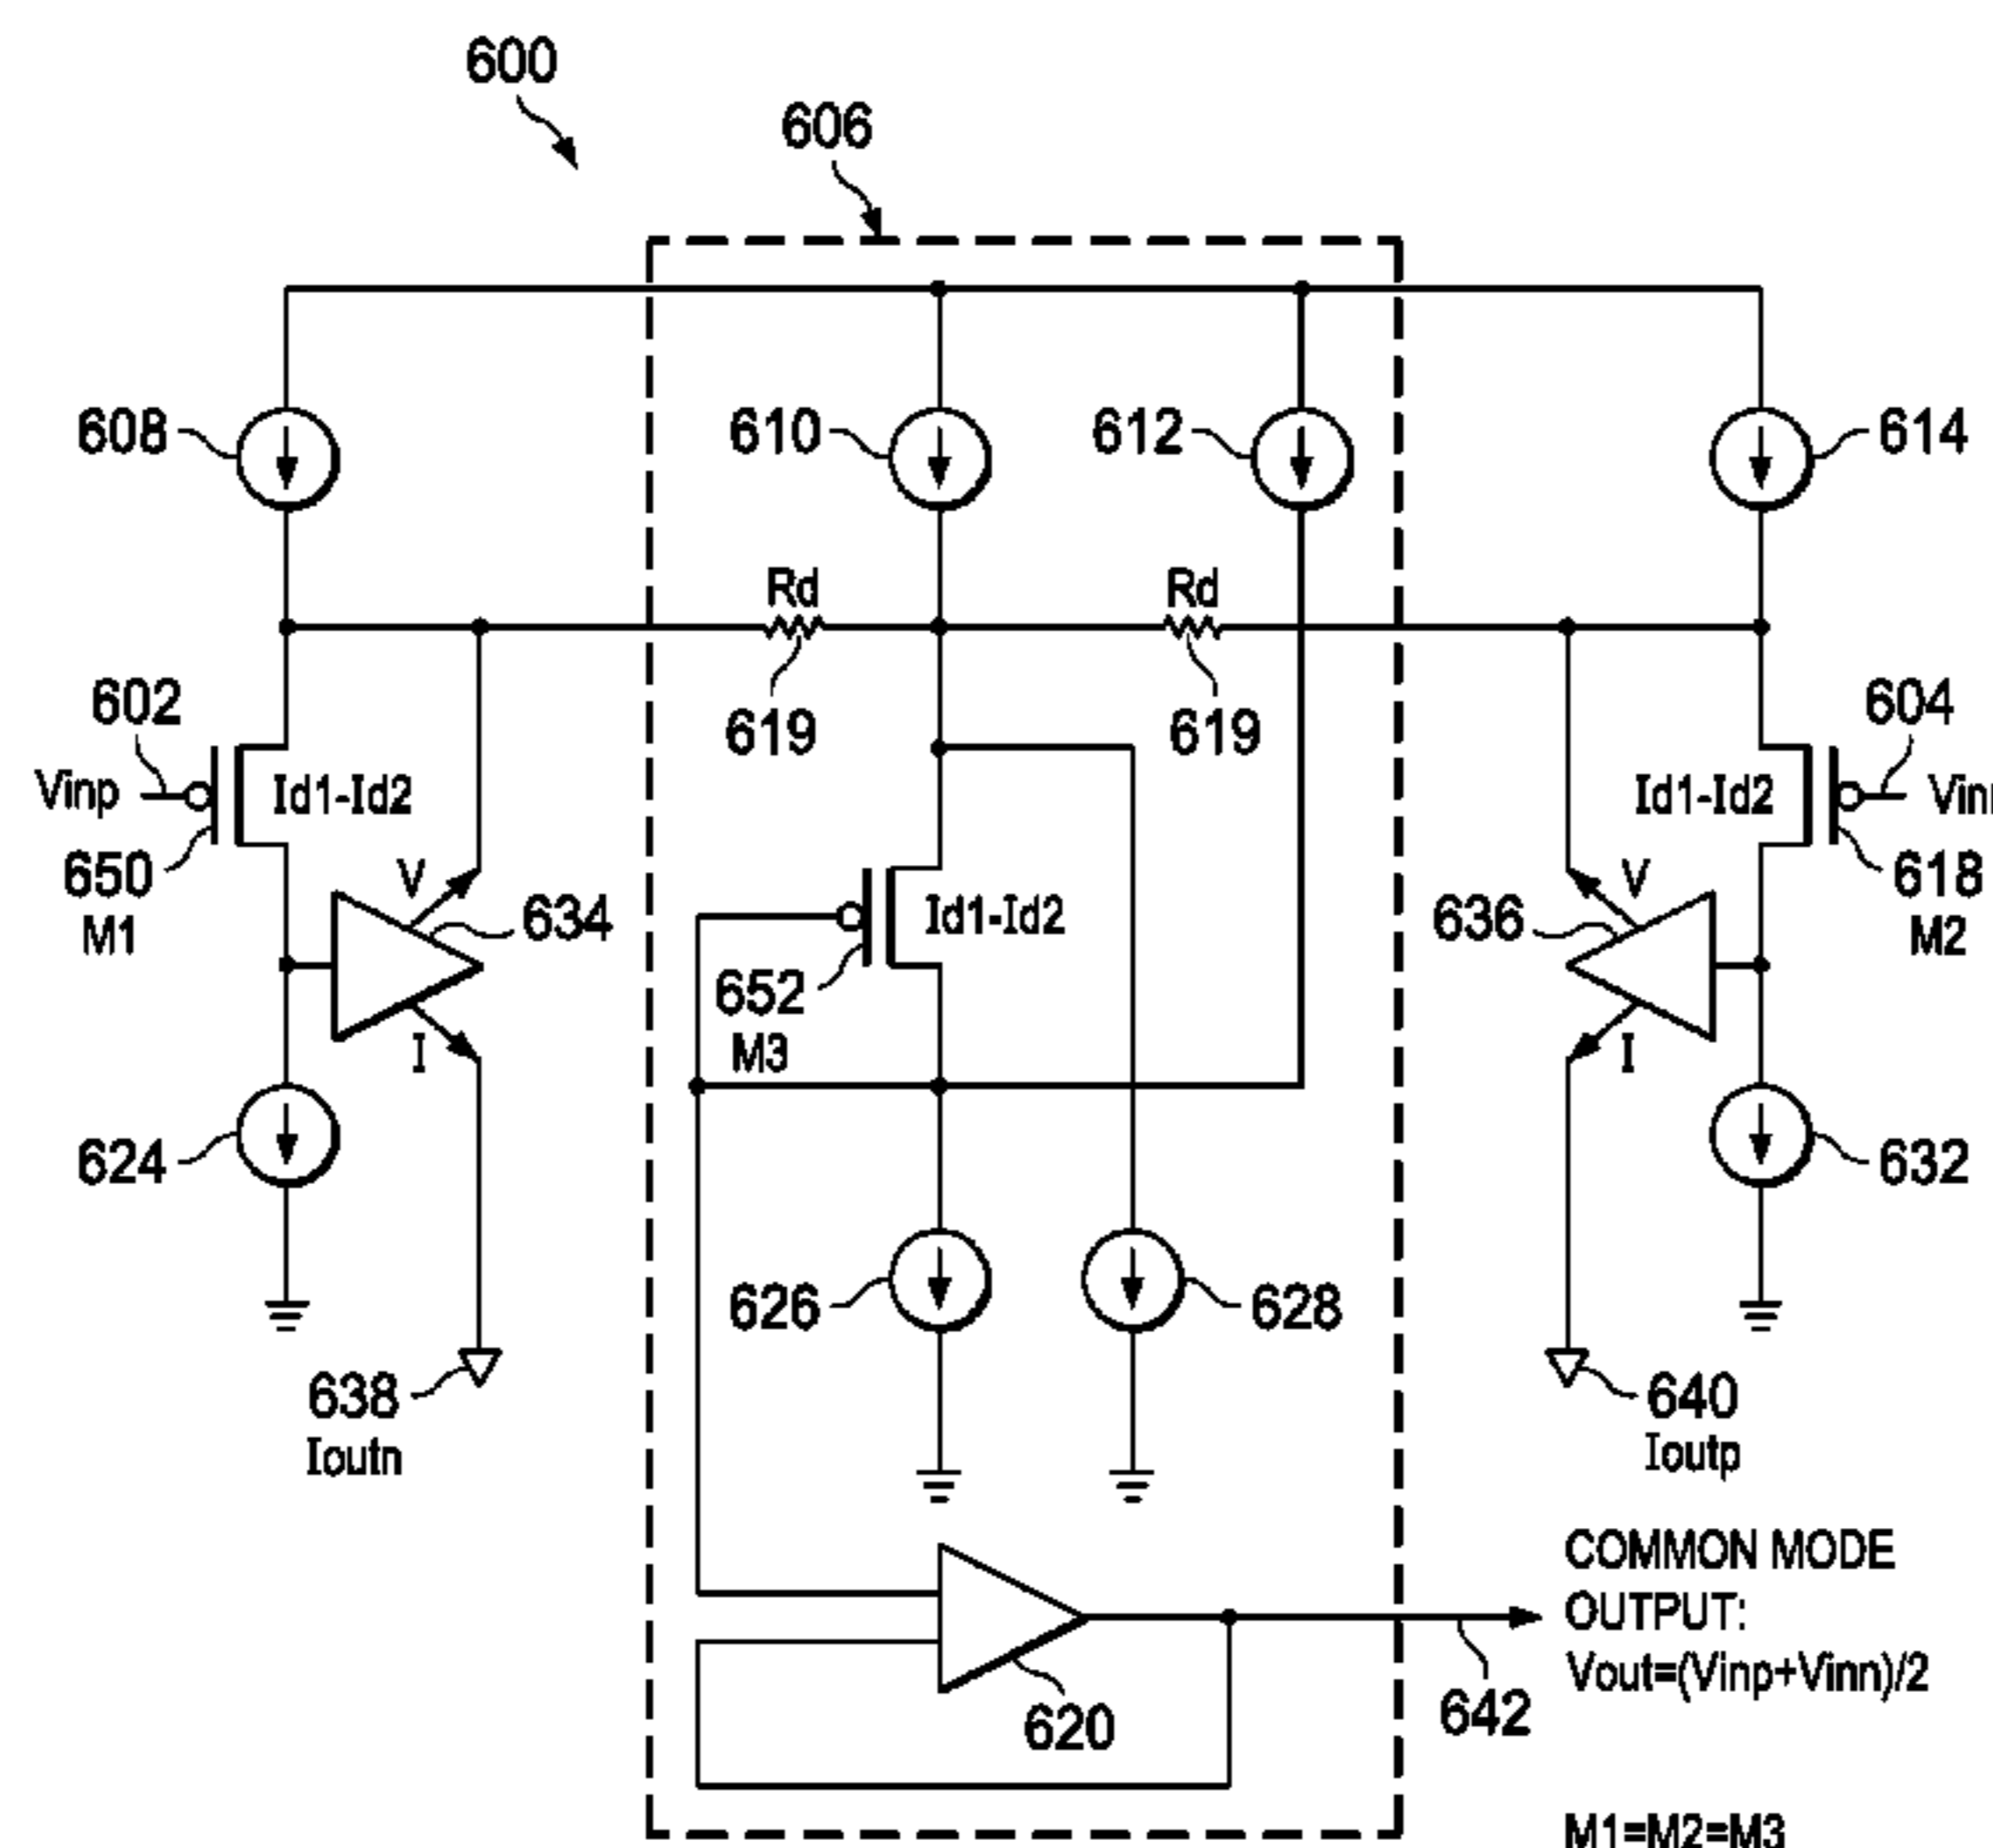 600
606
608
610
612
614
Rd
Rd
619
619
602
604
Vinp
Id1-Id2
Id1-Id2
650
M1
618
M2
V
634
I
Id1-Id2
652
M3
636
V
I
624
626
628
632
638
Ioutn
640
Ioutp
COMMON MODE
OUTPUT:
Vout=(Vinp+Vinn)/2
620
642
M1=M2=M3